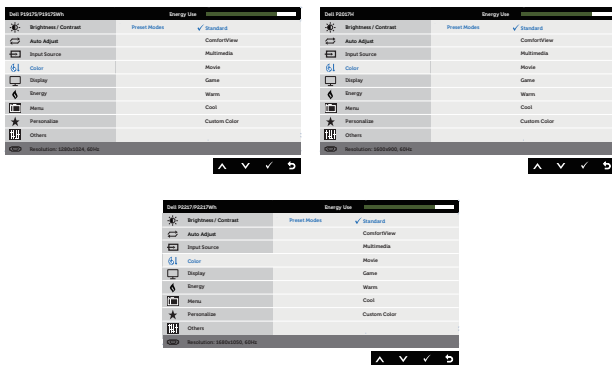 Dell P1917S/P1917SWh Energy Use
Brightness / Contrast Preset Modes ✓ Standard
Auto Adjust ComfortView
Input Source Multimedia
Color Movie
Display Game
Energy Warm
Menu Cool
Personalize Custom Color
Others
Resolution: 1280x1024, 60Hz
Dell P2017H Energy Use
Brightness / Contrast Preset Modes ✓ Standard
Auto Adjust ComfortView
Input Source Multimedia
Color Movie
Display Game
Energy Warm
Menu Cool
Personalize Custom Color
Others
Resolution: 1600x900, 60Hz
Dell P2217/P2217Wh Energy Use
Brightness / Contrast Preset Modes ✓ Standard
Auto Adjust ComfortView
Input Source Multimedia
Color Movie
Display Game
Energy Warm
Menu Cool
Personalize Custom Color
Others
Resolution: 1680x1050, 60Hz